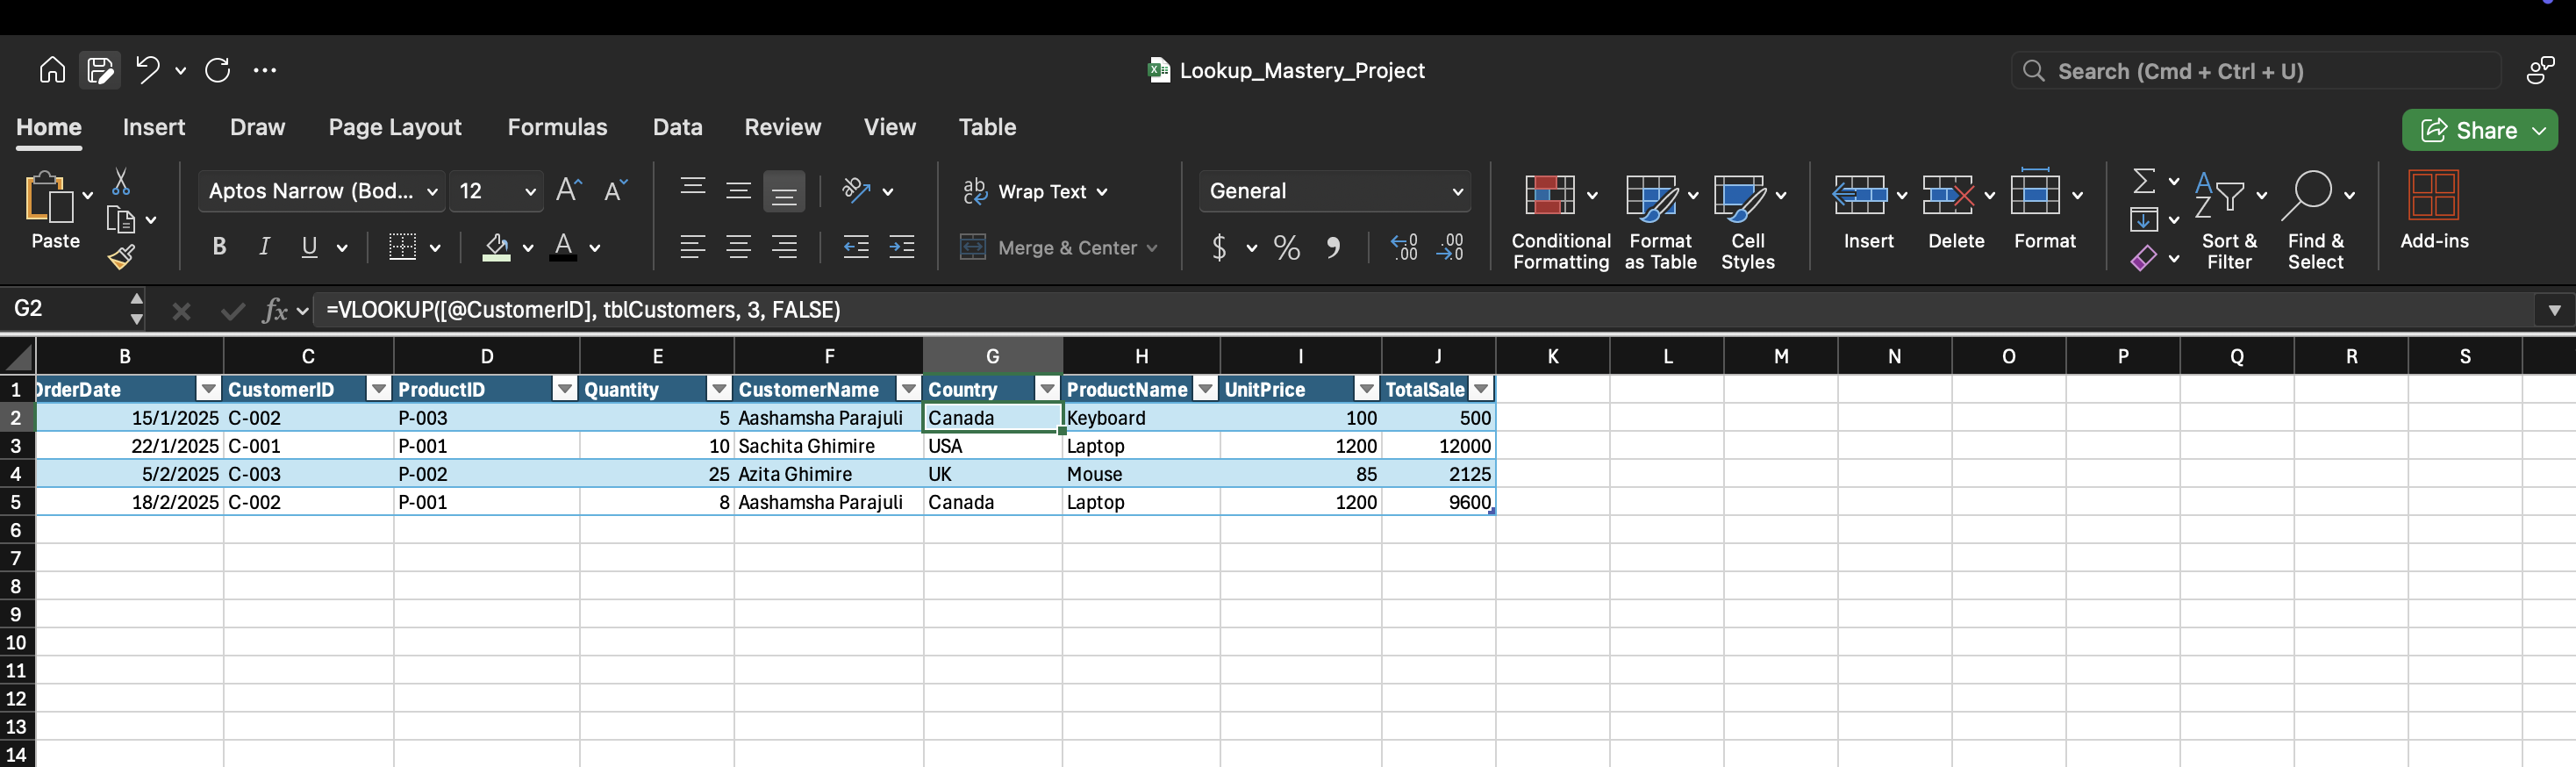 Lookup_Mastery_Project
Search (Cmd + Ctrl + U)
Home Insert Draw Page Layout Formulas Data Review View Table
Share
Paste
Aptos Narrow (Bod... 12
Wrap Text
General
B I U
Merge & Center
$ % 9
Conditional Formatting
Format as Table
Cell Styles
Insert
Delete
Format
Sort & Filter
Find & Select
Add-ins
G2 fx =VLOOKUP([@CustomerID], tblCustomers, 3, FALSE)
B C D E F G H I J K L M N O P Q R S
1 OrderDate CustomerID ProductID Quantity CustomerName Country ProductName UnitPrice TotalSale
2 15/1/2025 C-002 P-003 5 Aashamsha Parajuli Canada Keyboard 100 500
3 22/1/2025 C-001 P-001 10 Sachita Ghimire USA Laptop 1200 12000
4 5/2/2025 C-003 P-002 25 Azita Ghimire UK Mouse 85 2125
5 18/2/2025 C-002 P-001 8 Aashamsha Parajuli Canada Laptop 1200 9600
6
7
8
9
10
11
12
13
14